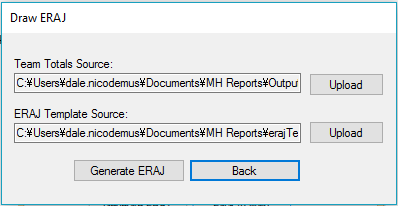 Draw ERAJ
Team Totals Source:
C:¥Users¥dale.nicodemus¥Documents¥MH Reports¥Outpu
Upload
ERAJ Template Source:
C:¥Users¥dale.nicodemus¥Documents¥MH Reports¥erajTe
Upload
Generate ERAJ
Back